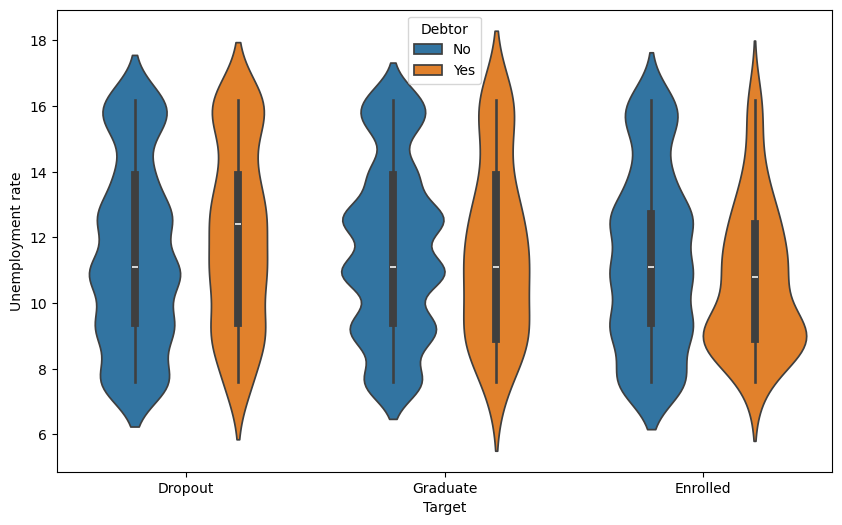 Debtor
No
Yes
18
16
14
12
10
8
6
Unemployment rate
Dropout
Graduate
Enrolled
Target